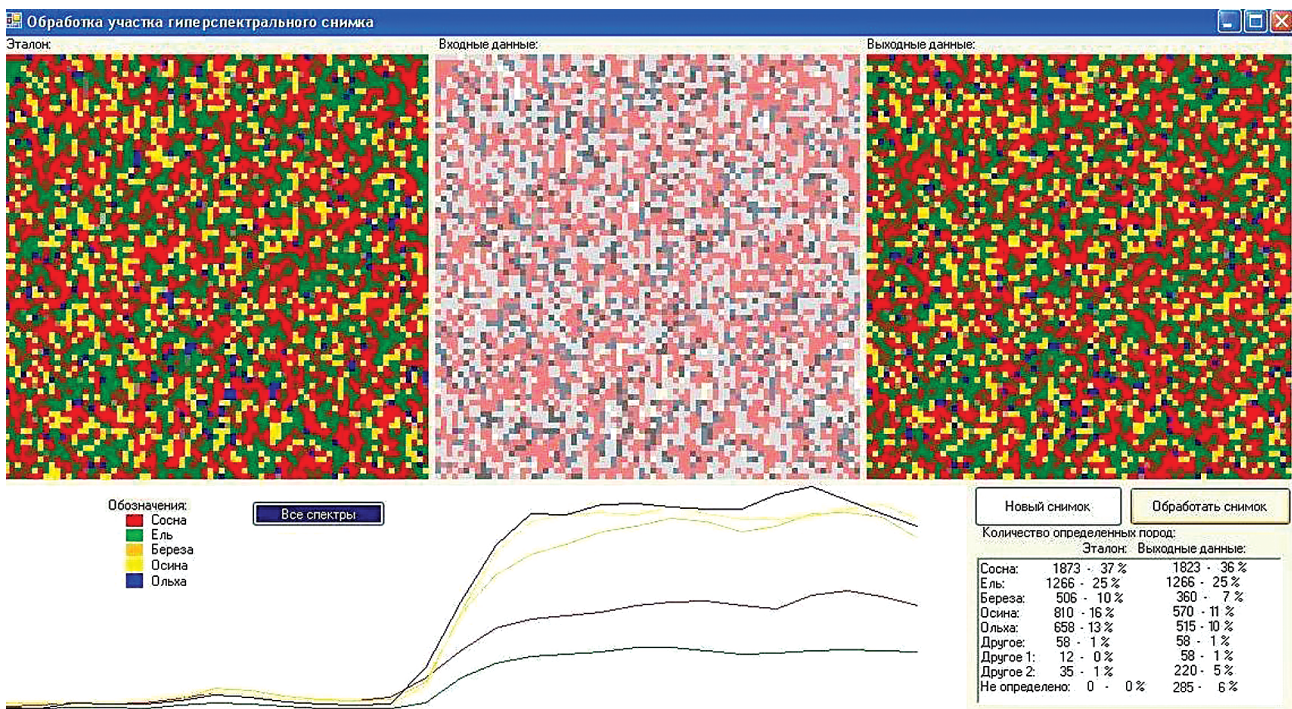 Обработка участка гиперспектрального снимка
Эталон: Входные данные: Выходные данные:
Обозначения:
Сосна
Ель
Береза
Осина
Ольха
Все спектры
Новый снимок Обработать снимок
Количество определенных пород:
Эталон: Выходные данные:
Сосна: 1873 - 37 % 1823 - 36 %
Ель: 1266 - 25 % 1266 - 25 %
Береза: 506 - 10 % 360 - 7 %
Осина: 810 - 16 % 570 - 11 %
Ольха: 658 - 13 % 515 - 10 %
Другое: 58 - 1 % 58 - 1 %
Другое 1: 12 - 0 % 58 - 1 %
Другое 2: 35 - 1 % 220 - 5 %
Не определено: 0 - 0 % 285 - 6 %